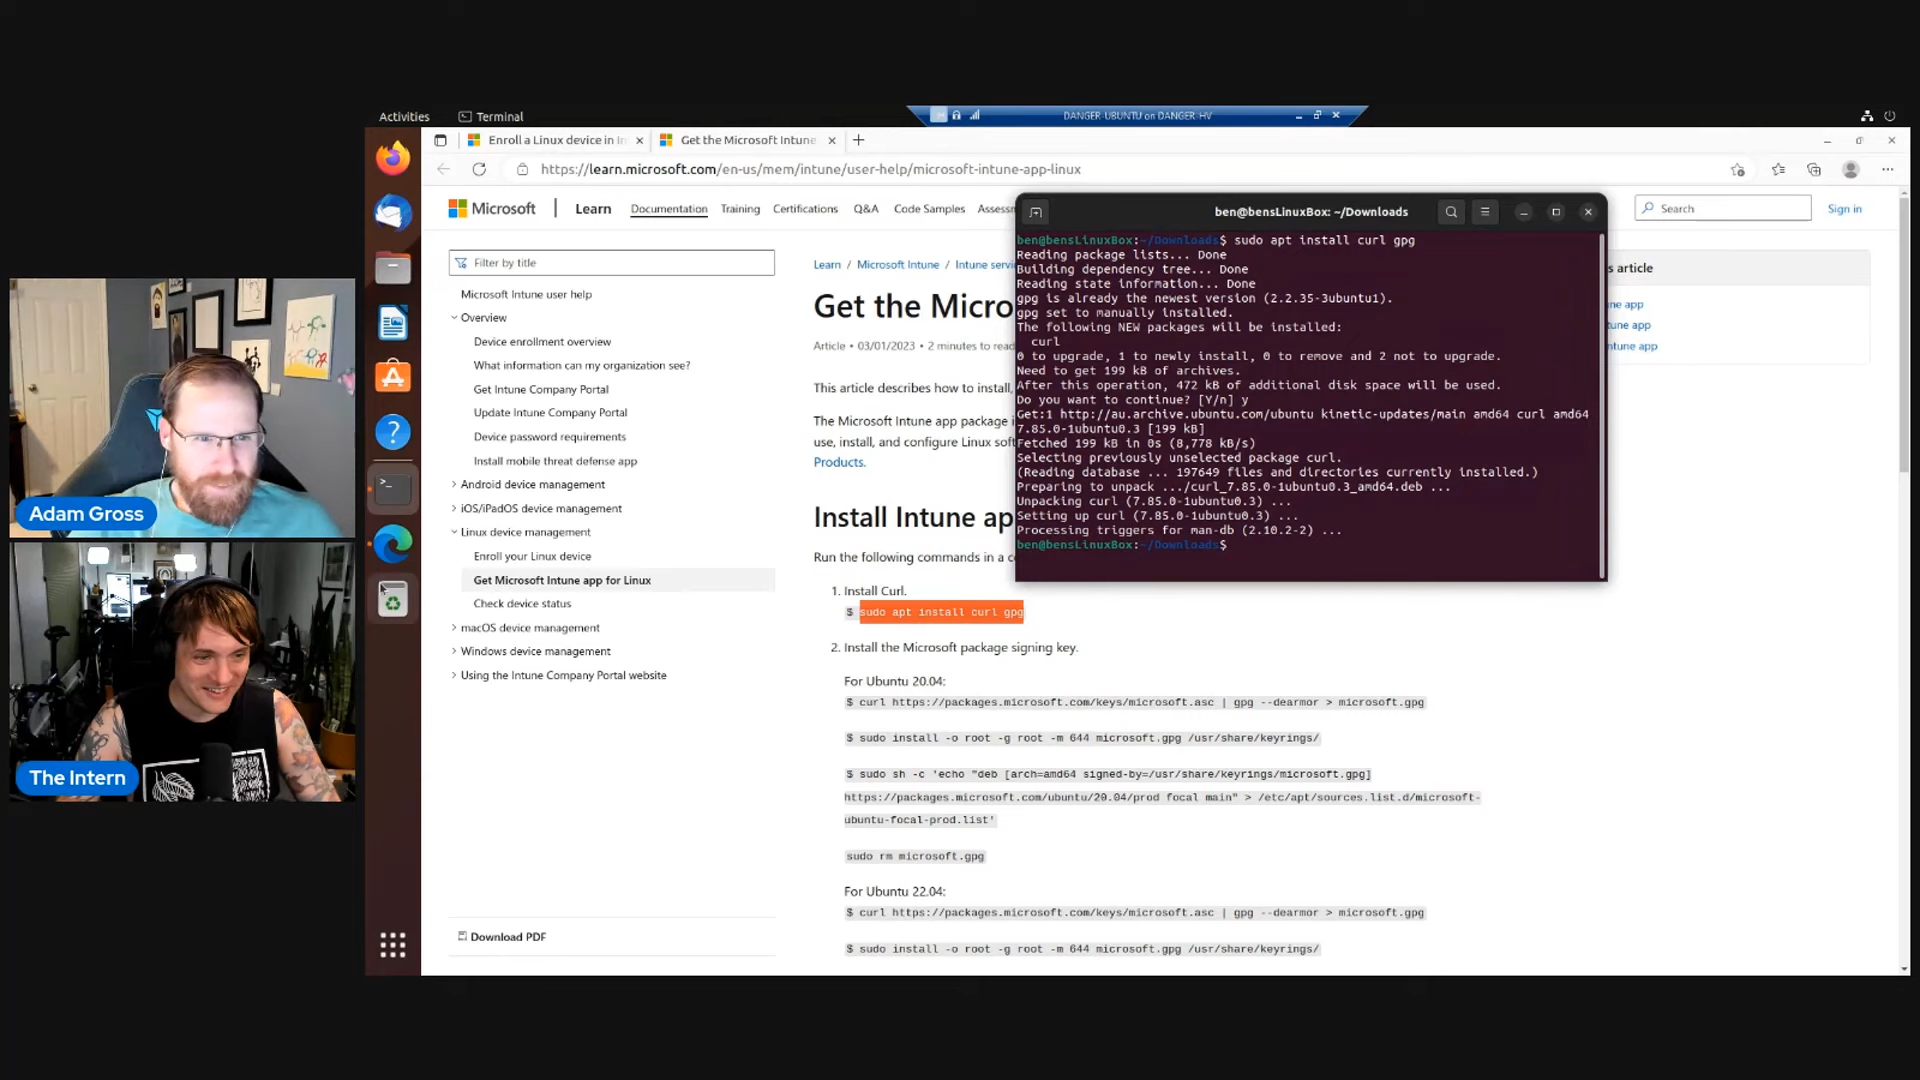 Activities
Terminal
DANGER-UBUNTU on DANGER-HV
Enroll a Linux device in In
Get the Microsoft Intune
https://learn.microsoft.com/en-us/mem/intune/user-help/microsoft-intune-app-linux
Microsoft
Learn
Documentation
Training
Certifications
Q&A
Code Samples
Assessm
Search
Sign in
Filter by title
Microsoft Intune user help
Overview
Device enrollment overview
What information can my organization see?
Get Intune Company Portal
Update Intune Company Portal
Device password requirements
Install mobile threat defense app
Android device management
iOS/iPadOS device management
Linux device management
Enroll your Linux device
Get Microsoft Intune app for Linux
Check device status
macOS device management
Windows device management
Using the Intune Company Portal website
Download PDF
Learn / Microsoft Intune / Intune servi
Get the Micro
Article • 03/01/2023 • 2 minutes to read
This article describes how to install,
The Microsoft Intune app package i
use, install, and configure Linux soft
Products.
Install Intune ap
Run the following commands in a co
1. Install Curl.
$ sudo apt install curl gpg
2. Install the Microsoft package signing key.
For Ubuntu 20.04:
$ curl https://packages.microsoft.com/keys/microsoft.asc | gpg --dearmor > microsoft.gpg
$ sudo install -o root -g root -m 644 microsoft.gpg /usr/share/keyrings/
$ sudo sh -c 'echo "deb [arch=amd64 signed-by=/usr/share/keyrings/microsoft.gpg]
https://packages.microsoft.com/ubuntu/20.04/prod focal main" > /etc/apt/sources.list.d/microsoft-
ubuntu-focal-prod.list'
sudo rm microsoft.gpg
For Ubuntu 22.04:
$ curl https://packages.microsoft.com/keys/microsoft.asc | gpg --dearmor > microsoft.gpg
$ sudo install -o root -g root -m 644 microsoft.gpg /usr/share/keyrings/
s article
une app
tune app
ntune app
ben@bensLinuxBox: ~/Downloads
ben@bensLinuxBox:~/Downloads$ sudo apt install curl gpg
Reading package lists... Done
Building dependency tree... Done
Reading state information... Done
gpg is already the newest version (2.2.35-3ubuntu1).
gpg set to manually installed.
The following NEW packages will be installed:
curl
0 to upgrade, 1 to newly install, 0 to remove and 2 not to upgrade.
Need to get 199 kB of archives.
After this operation, 472 kB of additional disk space will be used.
Do you want to continue? [Y/n] y
Get:1 http://au.archive.ubuntu.com/ubuntu kinetic-updates/main amd64 curl amd64
7.85.0-1ubuntu0.3 [199 kB]
Fetched 199 kB in 0s (8,778 kB/s)
Selecting previously unselected package curl.
(Reading database ... 197649 files and directories currently installed.)
Preparing to unpack .../curl_7.85.0-1ubuntu0.3_amd64.deb ...
Unpacking curl (7.85.0-1ubuntu0.3) ...
Setting up curl (7.85.0-1ubuntu0.3) ...
Processing triggers for man-db (2.10.2-2) ...
ben@bensLinuxBox:~/Downloads$
Adam Gross
The Intern